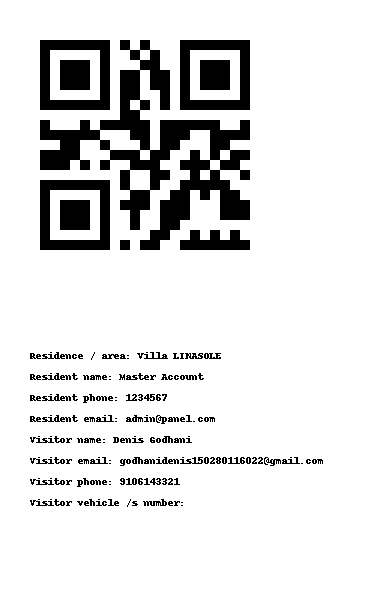 Residence / area: Villa LINASOLE
Resident name: Master Account
Resident phone: 1234567
Resident email: admin@panel.com
Visitor name: Denis Godhani
Visitor email: godhanidenis150280116022@gmail.com
Visitor phone: 9106143321
Visitor vehicle /s number: